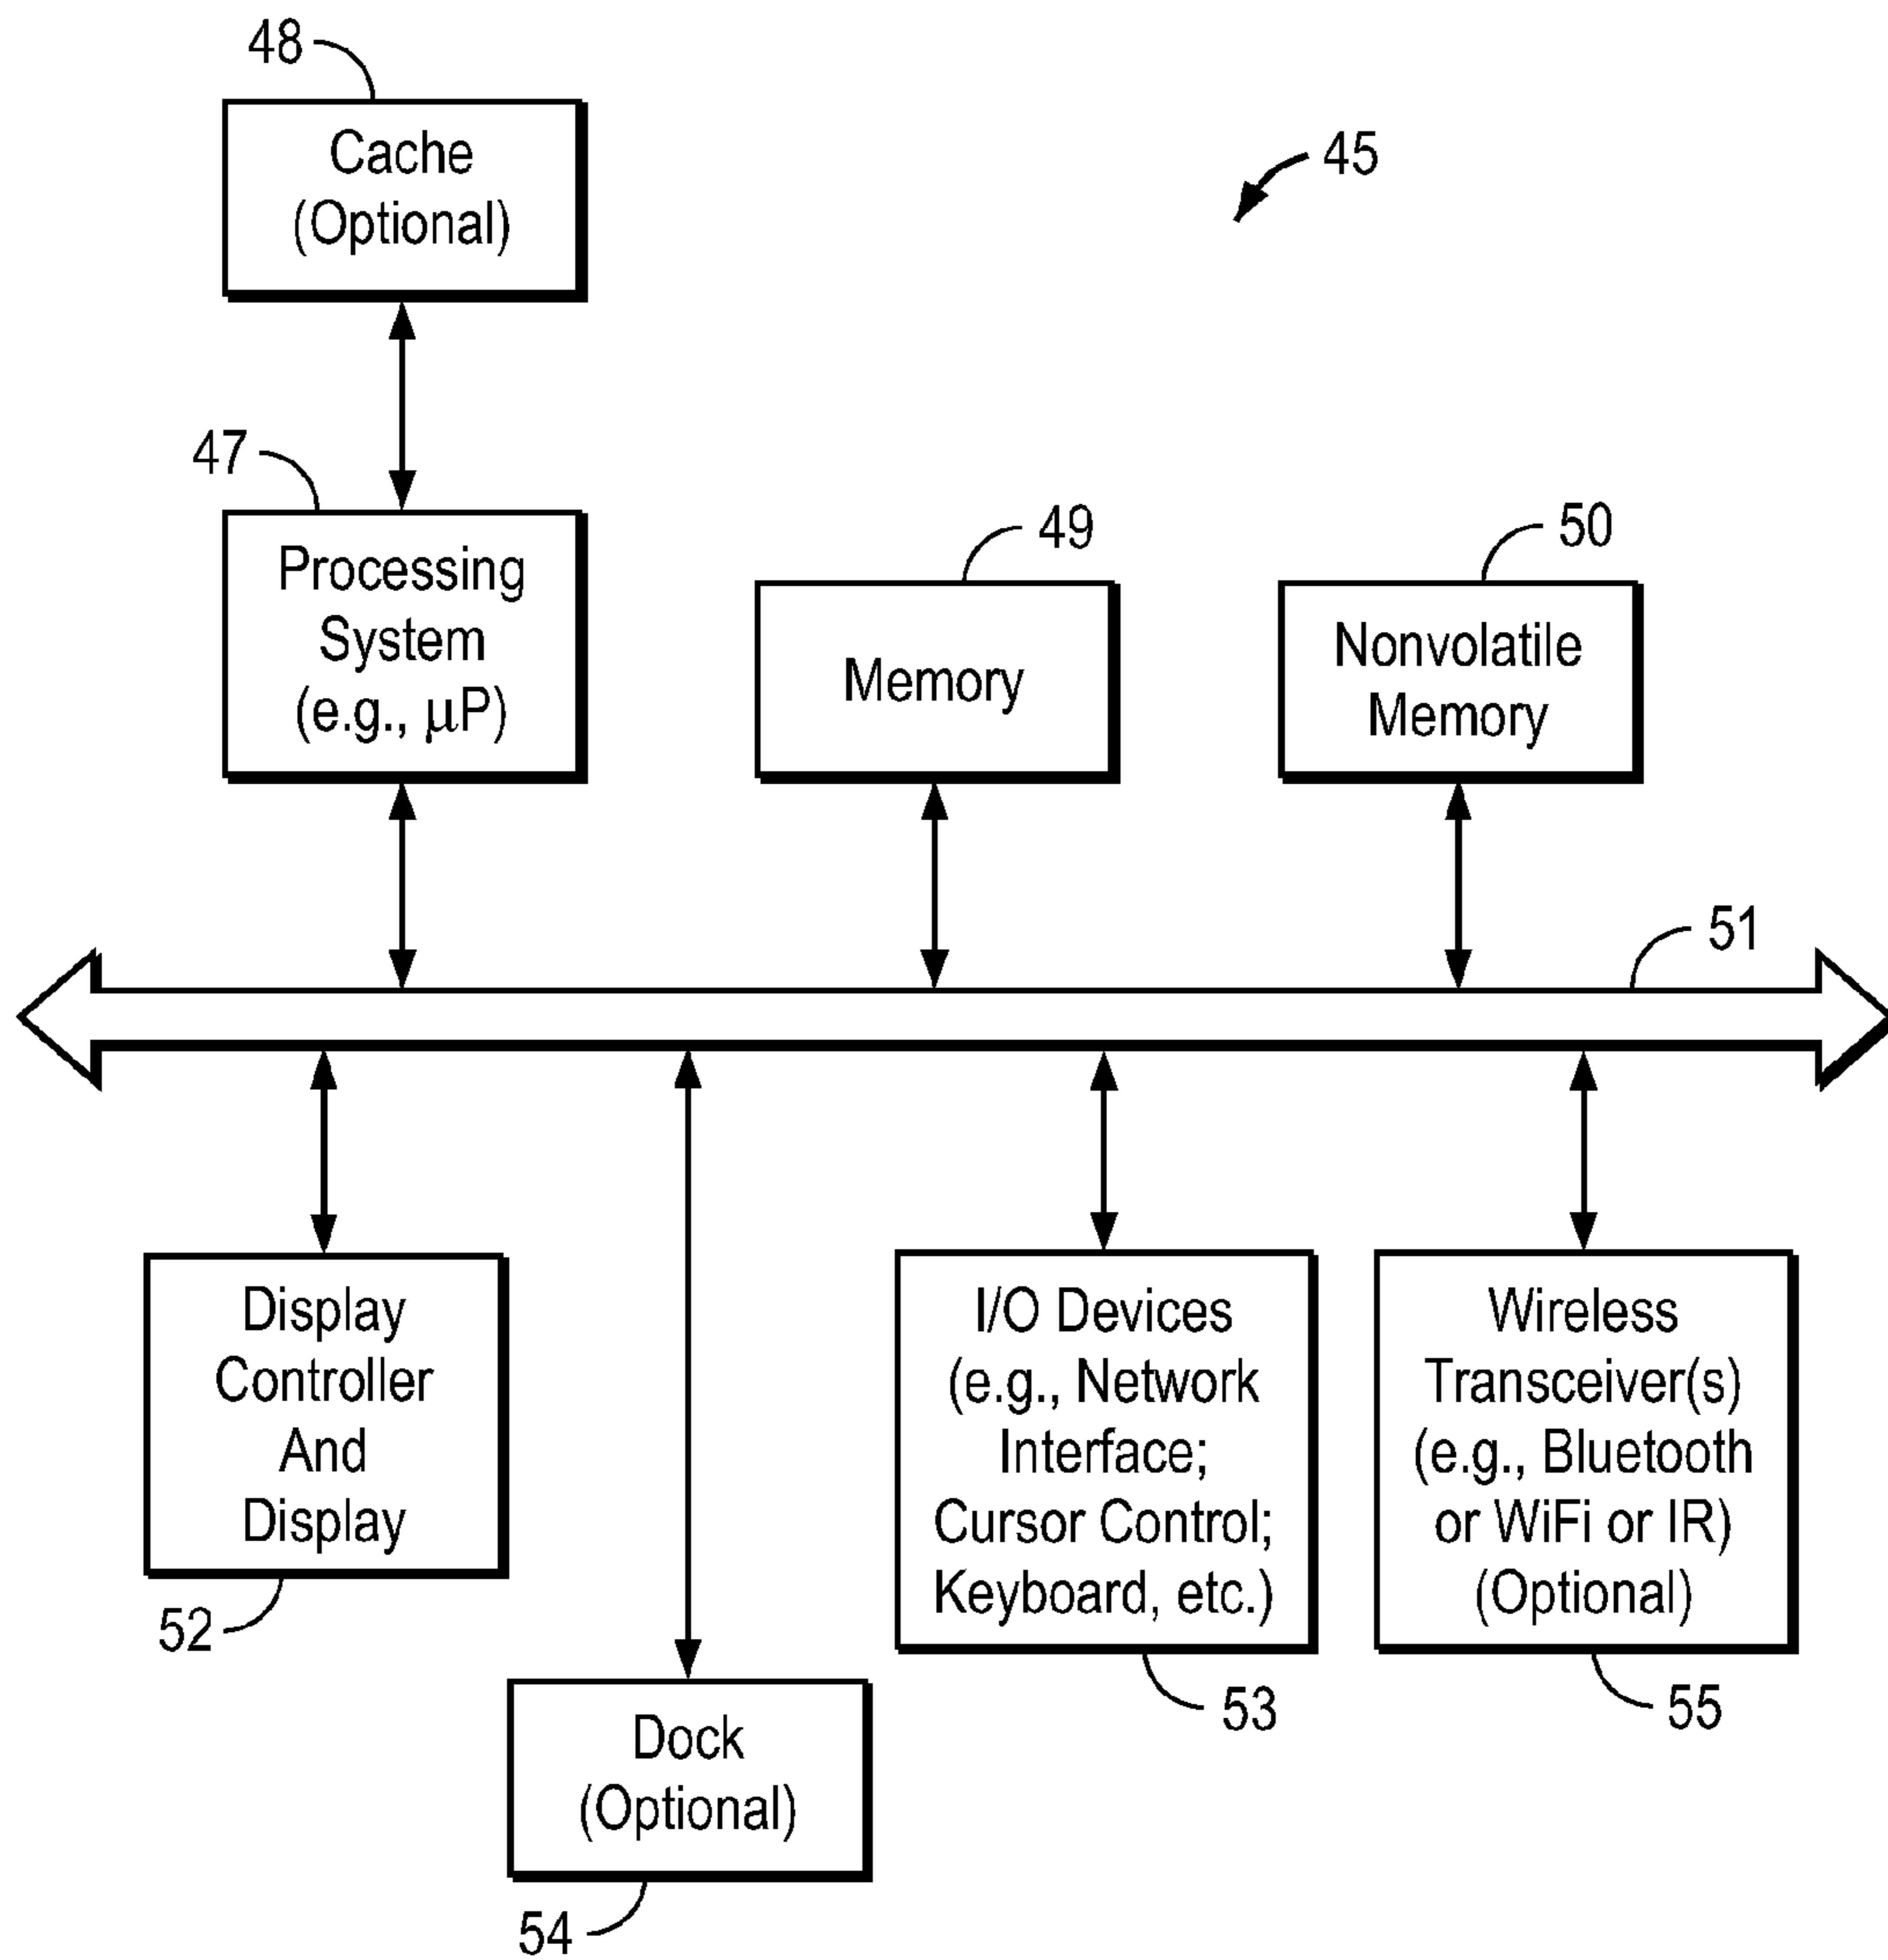 48
Cache
(Optional)
45
47
Processing
System
(e.g., µP)
49
Memory
50
Nonvolatile
Memory
51
Display
Controller
And
Display
52
I/O Devices
(e.g., Network
Interface;
Cursor Control;
Keyboard, etc.)
53
Wireless
Transceiver(s)
(e.g., Bluetooth
or WiFi or IR)
(Optional)
55
Dock
(Optional)
54